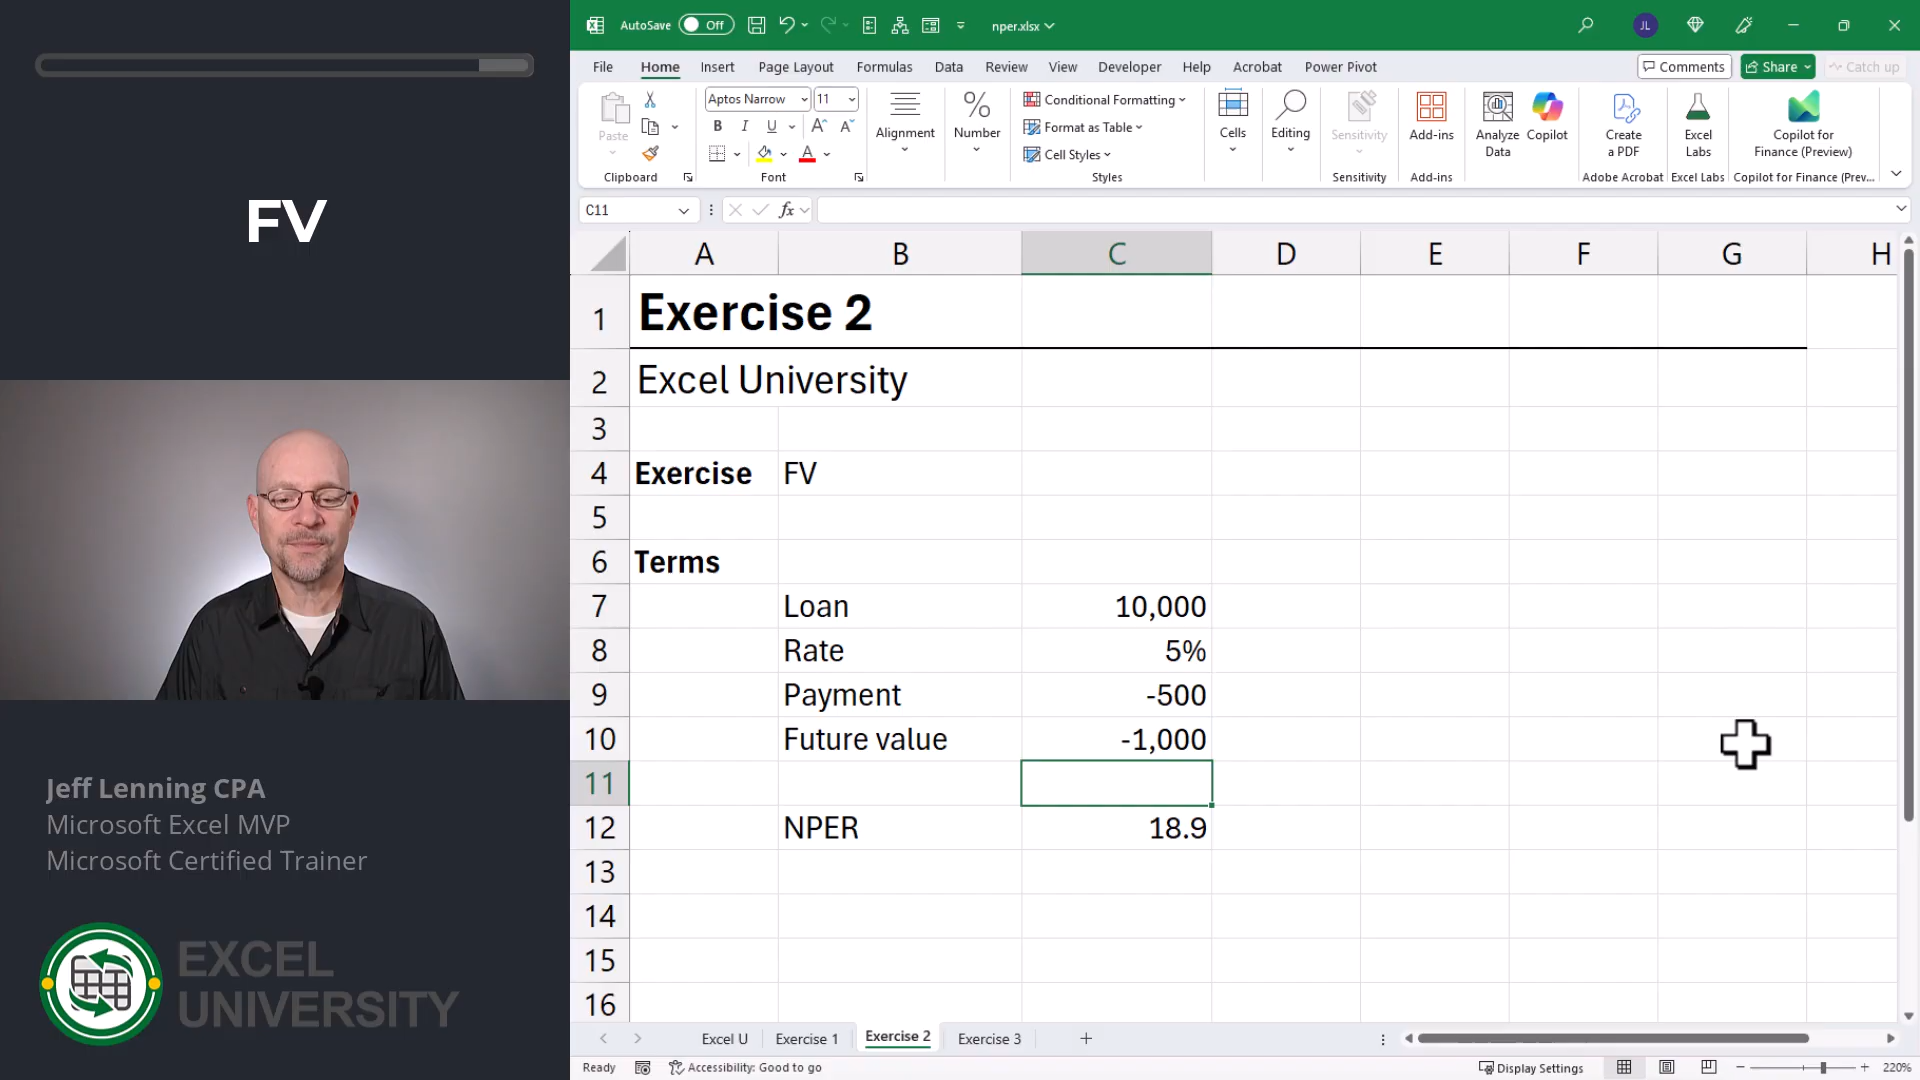 FV
Jeff Lenning CPA
Microsoft Excel MVP
Microsoft Certified Trainer
EXCEL
UNIVERSITY
AutoSave Off nper.xlsx JL
File Home Insert Page Layout Formulas Data Review View Developer Help Acrobat Power Pivot Comments Share Catch up
Paste Aptos Narrow 11 Alignment Number Conditional Formatting Cells Editing Sensitivity Add-ins Analyze Data Copilot Create a PDF Excel Labs Copilot for Finance (Preview)
B I U Format as Table
A Cell Styles
Clipboard Font Styles Sensitivity Add-ins Adobe Acrobat Excel Labs Copilot for Finance (Prev...
C11 fx
A B C D E F G H
1 Exercise 2
2 Excel University
3
4 Exercise FV
5
6 Terms
7 Loan 10,000
8 Rate 5%
9 Payment -500
10 Future value -1,000
11
12 NPER 18.9
13
14
15
16
Excel U Exercise 1 Exercise 2 Exercise 3
Ready Accessibility: Good to go Display Settings 220%